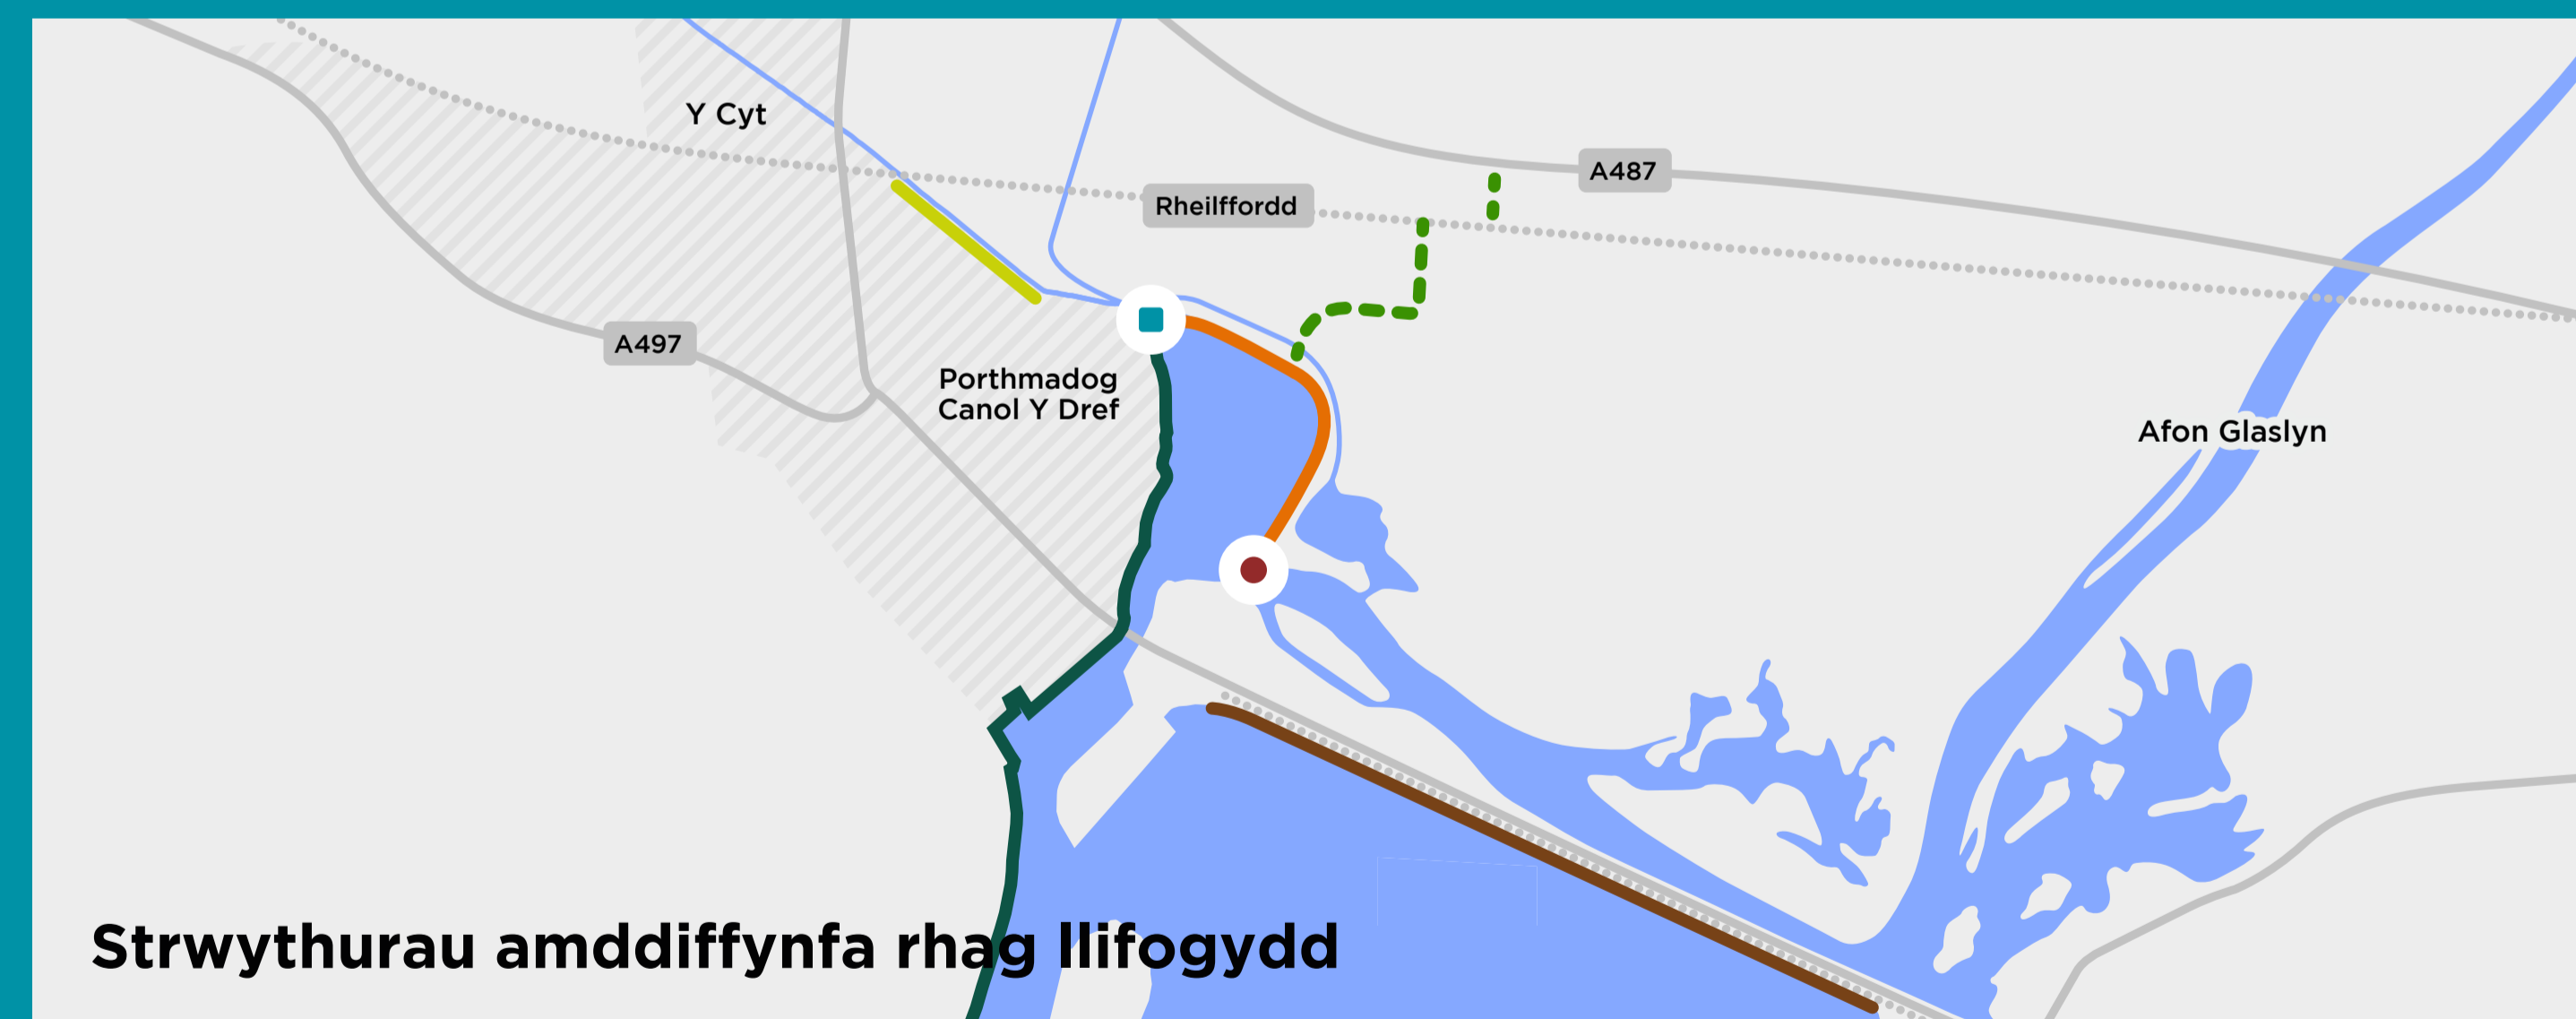 Y Cyt
A487
Rheilffordd
A497
Porthmadog
Canol Y Dref
Afon Glaslyn
Strwythurau amddiffynfa rhag llifogydd